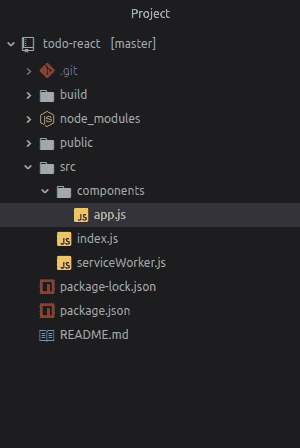 Project
todo-react [master]
.git
build
node_modules
public
src
components
app.js
index.js
serviceWorker.js
package-lock.json
package.json
README.md